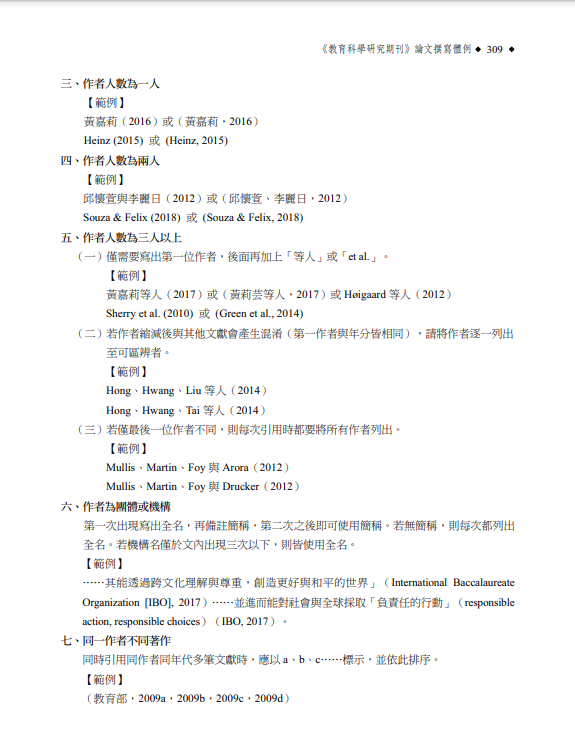 《教育科學研究期刊》論文撰寫體例 ◆ 309 ◆
三、作者人數為一人
【範例】
黃嘉莉（2016）或（黃嘉莉，2016）
Heinz (2015) 或 (Heinz, 2015)
四、作者人數為兩人
【範例】
邱懷萱與李麗日（2012）或（邱懷萱、李麗日，2012）
Souza & Felix (2018) 或 (Souza & Felix, 2018)
五、作者人數為三人以上
（一）僅需要寫出第一位作者，後面再加上「等人」或「et al.」。
【範例】
黃嘉莉等人（2017）或（黃莉芸等人，2017）或 Høigaard 等人（2012）
Sherry et al. (2010) 或 (Green et al., 2014)
（二）若作者縮減後與其他文獻會產生混淆（第一作者與年分皆相同），請將作者逐一列出
至可區辨者。
【範例】
Hong、Hwang、Liu 等人（2014）
Hong、Hwang、Tai 等人（2014）
（三）若僅最後一位作者不同，則每次引用時都要將所有作者列出。
【範例】
Mullis、Martin、Foy 與 Arora（2012）
Mullis、Martin、Foy 與 Drucker（2012）
六、作者為團體或機構
第一次出現寫出全名，再備註簡稱，第二次之後即可使用簡稱。若無簡稱，則每次都列出
全名。若機構名僅於文內出現三次以下，則皆使用全名。
【範例】
⋯⋯其能透過跨文化理解與尊重，創造更好與和平的世界」（International Baccalaureate
Organization [IBO], 2017）⋯⋯並進而能對社會與全球採取「負責任的行動」（responsible
action, responsible choices）（IBO, 2017）。
七、同一作者不同著作
同時引用同作者同年代多筆文獻時，應以 a、b、c⋯⋯標示，並依此排序。
【範例】
（教育部，2009a，2009b，2009c，2009d）